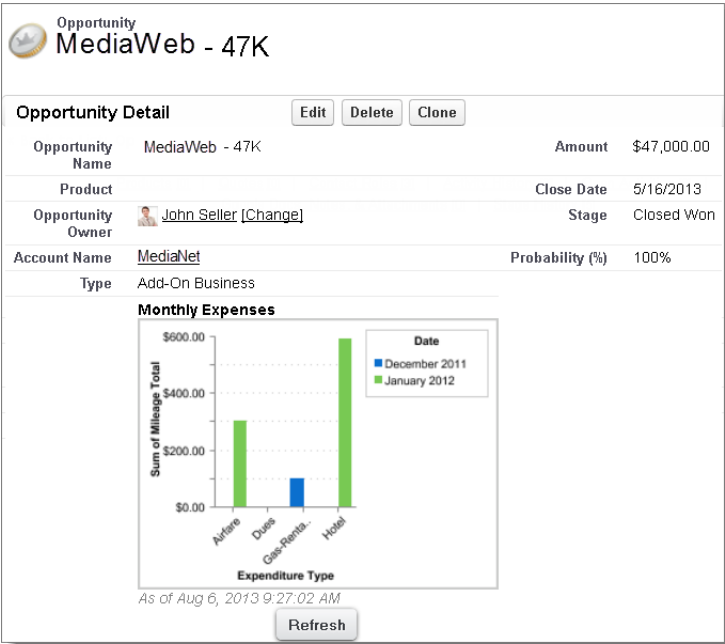 Opportunity
MediaWeb - 47K
Opportunity Detail
Edit
Delete
Clone
Opportunity
Name
MediaWeb - 47K
Amount
$47,000.00
Product
Close Date
5/16/2013
Opportunity
Owner
John Seller [Change]
Stage
Closed Won
Account Name
MediaNet
Probability (%)
100%
Type
Add-On Business
Monthly Expenses
$600.00
$400.00
$200.00
$0.00
Sum of Mileage Total
Date
December 2011
January 2012
Airfare
Dues
Gas-Renta..
Hotel
Expenditure Type
As of Aug 6, 2013 9:27:02 AM
Refresh